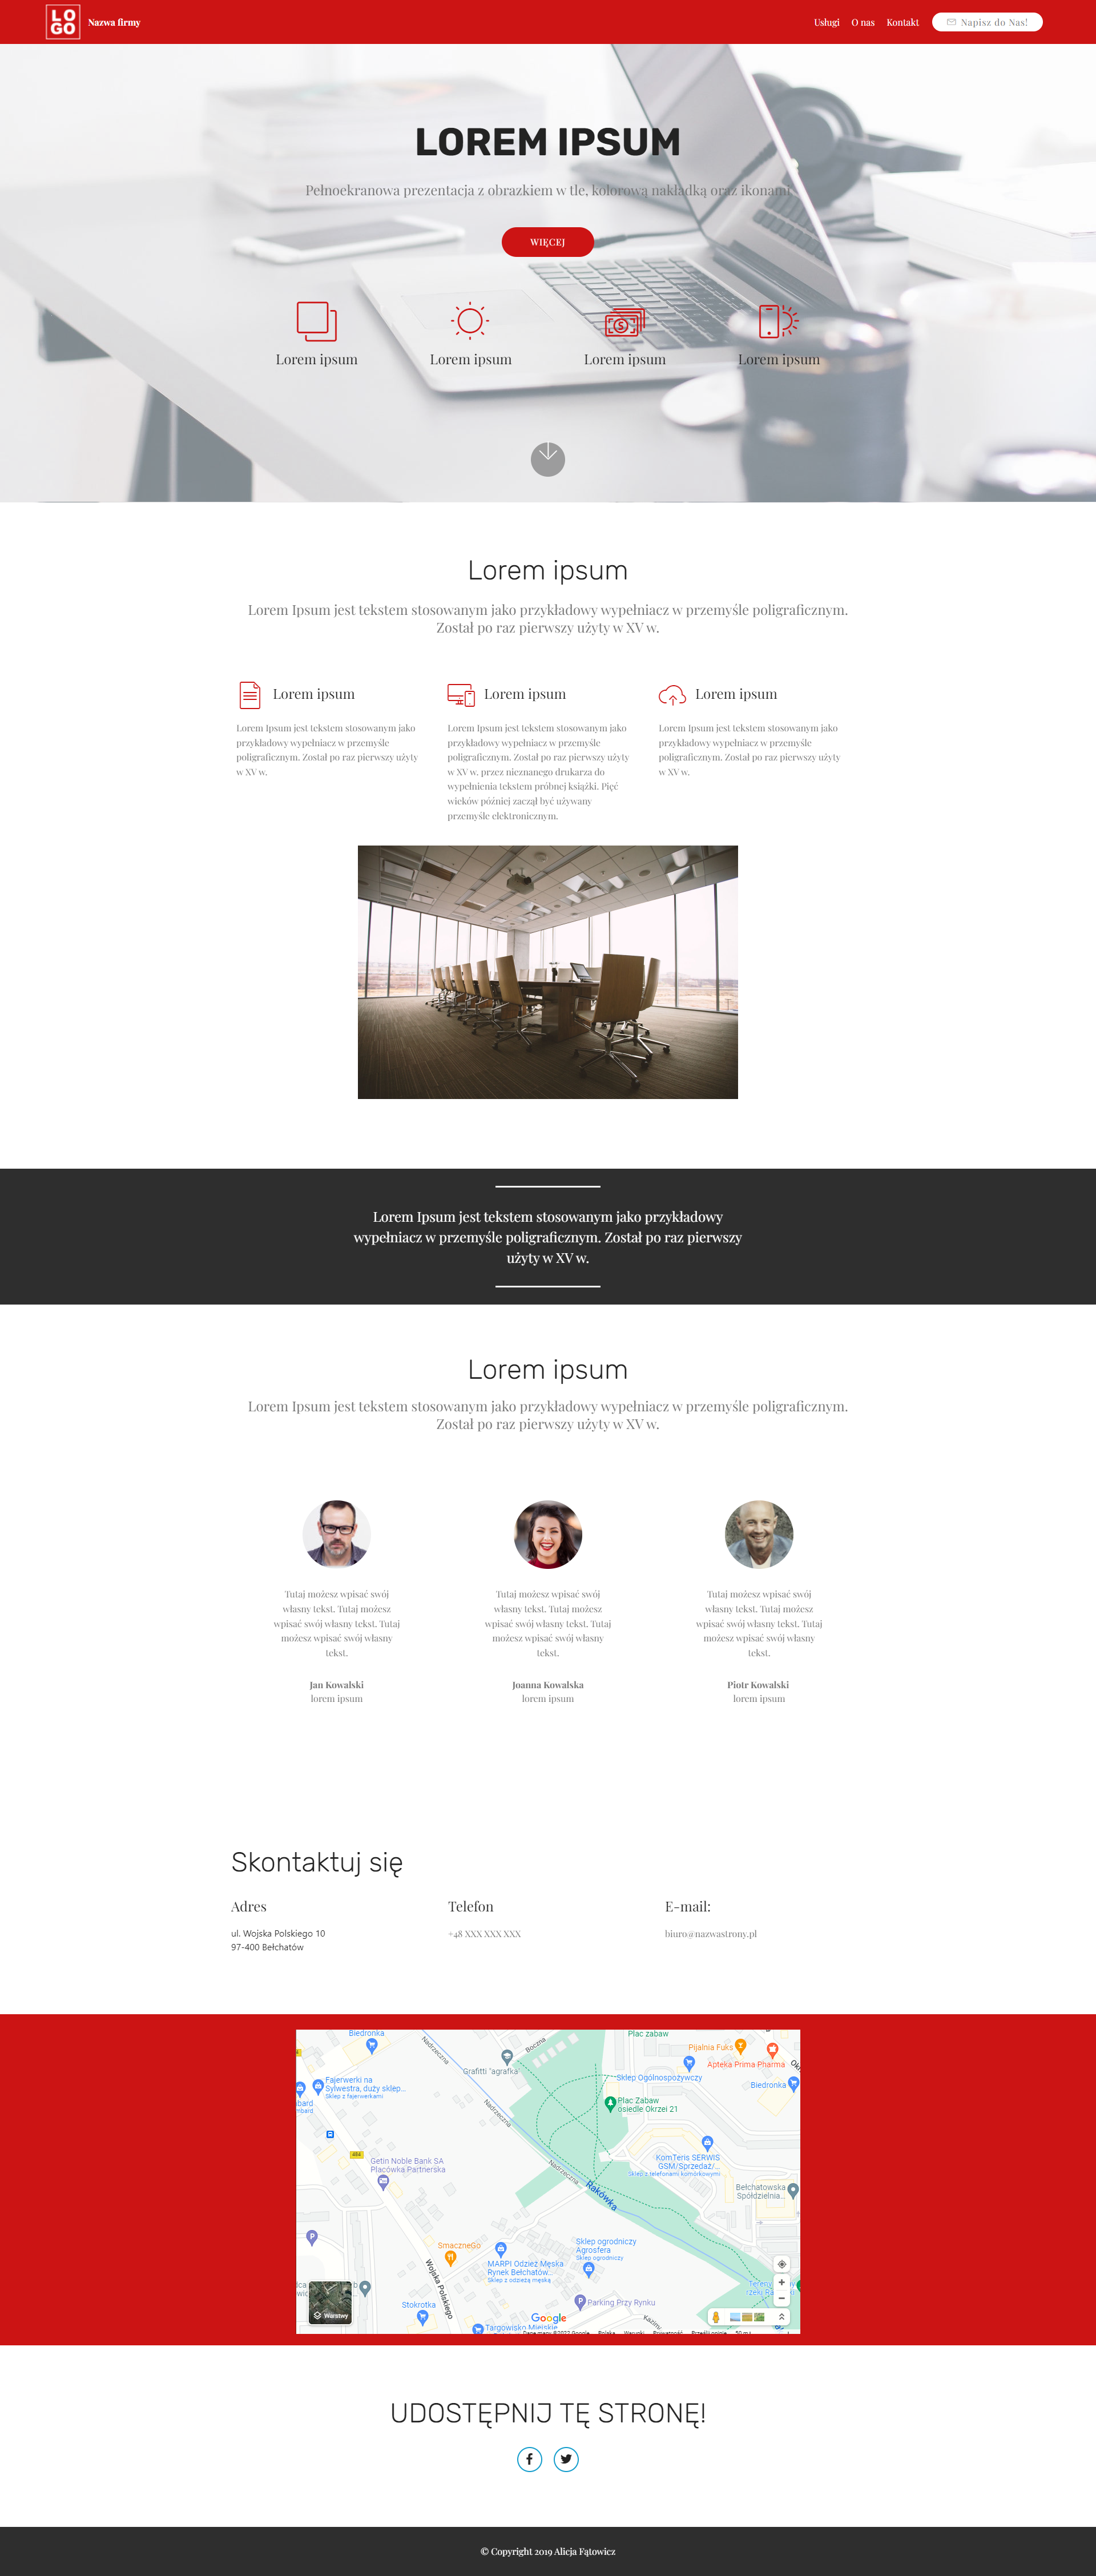 LO
GO
Nazwa firmy
Usługi
O nas
Kontakt
Napisz do Nas!
LOREM IPSUM
Pełnoekranowa prezentacja z obrazkiem w tle, kolorową nakładką oraz ikonami
WIĘCEJ
Lorem ipsum
Lorem ipsum
Lorem ipsum
Lorem ipsum
Lorem ipsum
Lorem Ipsum jest tekstem stosowanym jako przykładowy wypełniacz w przemyśle poligraficznym.
Został po raz pierwszy użyty w XV w.
Lorem ipsum
Lorem Ipsum jest tekstem stosowanym jako
przykładowy wypełniacz w przemyśle
poligraficznym. Został po raz pierwszy użyty
w XV w.
Lorem ipsum
Lorem Ipsum jest tekstem stosowanym jako
przykładowy wypełniacz w przemyśle
poligraficznym. Został po raz pierwszy użyty
w XV w. przez nieznanego drukarza do
wypełnienia tekstem próbnej książki. Pięć
wieków później zaczął być używany
przemyśle elektronicznym.
Lorem ipsum
Lorem Ipsum jest tekstem stosowanym jako
przykładowy wypełniacz w przemyśle
poligraficznym. Został po raz pierwszy użyty
w XV w.
Lorem Ipsum jest tekstem stosowanym jako przykładowy
wypełniacz w przemyśle poligraficznym. Został po raz pierwszy
użyty w XV w.
Lorem ipsum
Lorem Ipsum jest tekstem stosowanym jako przykładowy wypełniacz w przemyśle poligraficznym.
Został po raz pierwszy użyty w XV w.
Tutaj możesz wpisać swój
własny tekst. Tutaj możesz
wpisać swój własny tekst. Tutaj
możesz wpisać swój własny
tekst.
Jan Kowalski
lorem ipsum
Tutaj możesz wpisać swój
własny tekst. Tutaj możesz
wpisać swój własny tekst. Tutaj
możesz wpisać swój własny
tekst.
Joanna Kowalska
lorem ipsum
Tutaj możesz wpisać swój
własny tekst. Tutaj możesz
wpisać swój własny tekst. Tutaj
możesz wpisać swój własny
tekst.
Piotr Kowalski
lorem ipsum
Skontaktuj się
Adres
ul. Wojska Polskiego 10
97-400 Bełchatów
Telefon
+48 XXX XXX XXX
E-mail:
biuro@nazwastrony.pl
Biedronka
Nadrzeczna
Boczna
Plac zabaw
Pijalnia Fuks
Apteka Prima Pharma
Grafitti "agrafka
Sklep Ogólnospożywczy
Biedronka
Fajerwerki na
Sylwestra, duży sklep...
Sklep z fajerwerkami
Nadrzeczna
Plac Zabaw
osiedle Okrzei 21
484
Getin Noble Bank SA
Placówka Partnerska
Nadrzeczna
KomTeris SERWIS
GSM/Sprzedaż/...
Sklep z telefonami komórkowymi
Rakówka
Bełchatowska
Spółdzielnia...
SmaczneGo
MARPI Odzież Męska
Rynek Bełchatów...
Sklep z odzieżą męską
Sklep ogrodniczy
Agrosfera
Sklep ogrodniczy
Wojska Polskiego
Warstwy
Stokrotka
Parking Przy Rynku
Google
Targowisko Miejskie
UDOSTĘPNIJ TĘ STRONĘ!
© Copyright 2019 Alicja Fątowicz